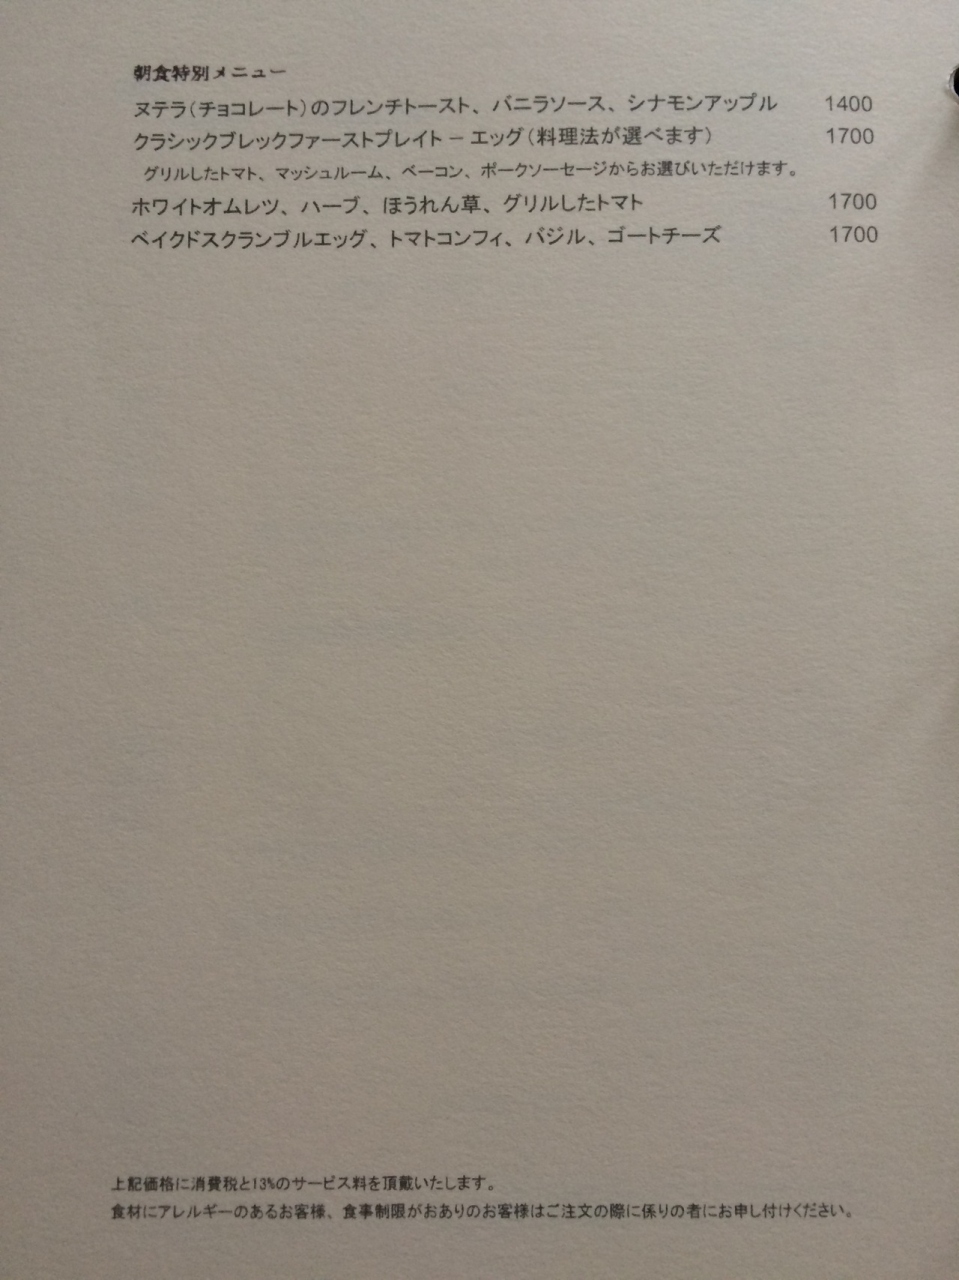 朝食特別メニュー
ヌテラ(チョコレート)のフレンチトースト、バニラソース、シナモンアップル 1400
クラシックブレックファーストプレイト – エッグ(料理法が選べます) 1700
グリルしたトマト、マッシュルーム、ベーコン、ポークソーセージからお選びいただけます。
ホワイトオムレツ、ハーブ、ほうれん草、グリルしたトマト 1700
ベイクドスクランブルエッグ、トマトコンフィ、バジル、ゴートチーズ 1700
上記価格に消費税と13%のサービス料を頂戴いたします。
食材にアレルギーのあるお客様、食事制限がおありのお客様はご注文の際に係りの者にお申し付けください。